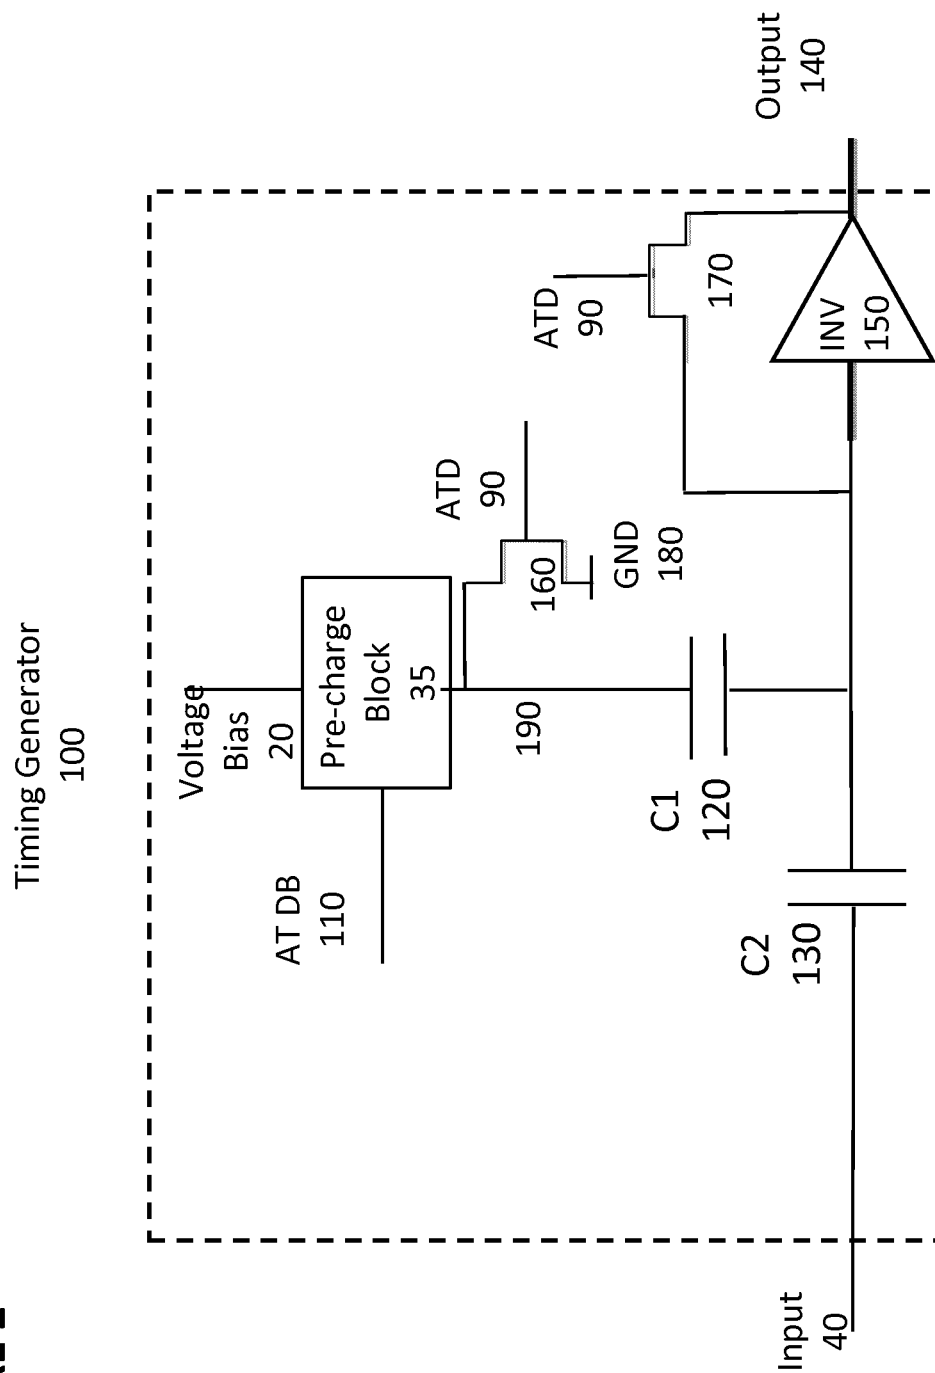 Timing Generator
100
Voltage
Bias
20
AT DB
110
Pre-charge
Block
35
ATD
90
160
GND
180
190
ATD
90
170
C1
120
C2
130
INV
150
Input
40
Output
140